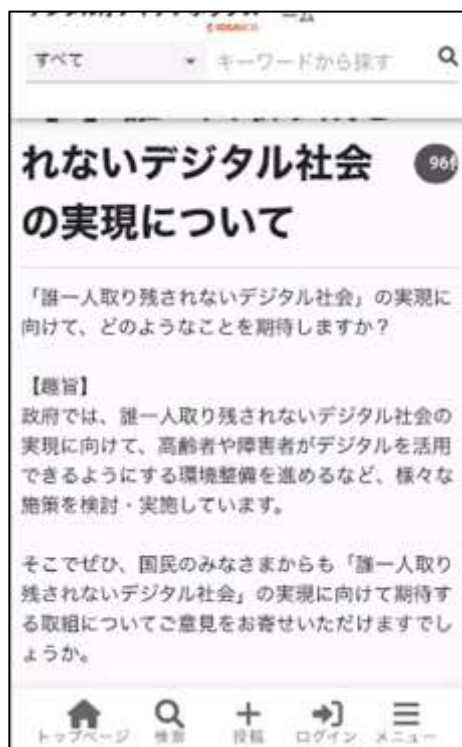 すべて
キーワードから探す
れないデジタル社会
の実現について
「誰一人取り残されないデジタル社会」の実現に
向けて、どのようなことを期待しますか？
【趣旨】
政府では、誰一人取り残されないデジタル社会の
実現に向けて、高齢者や障害者がデジタルを活用
できるようにする環境整備を進めるなど、様々な
施策を検討・実施しています。
そこでぜひ、国民のみなさまからも「誰一人取り
残されないデジタル社会」の実現に向けて期待す
る取組についてご意見をお寄せいただけますでし
ょうか。
トップページ 検索 投稿 ログイン メニュー